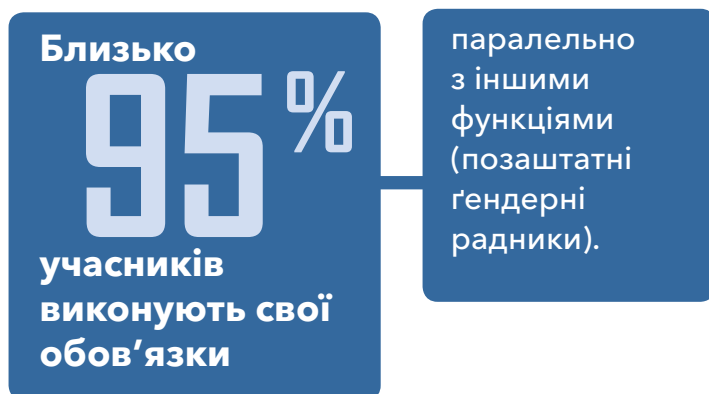 Близько
95%
учасників
виконують свої
обов’язки
паралельно
з іншими
функціями
(позаштатні
ґендерні
радники).